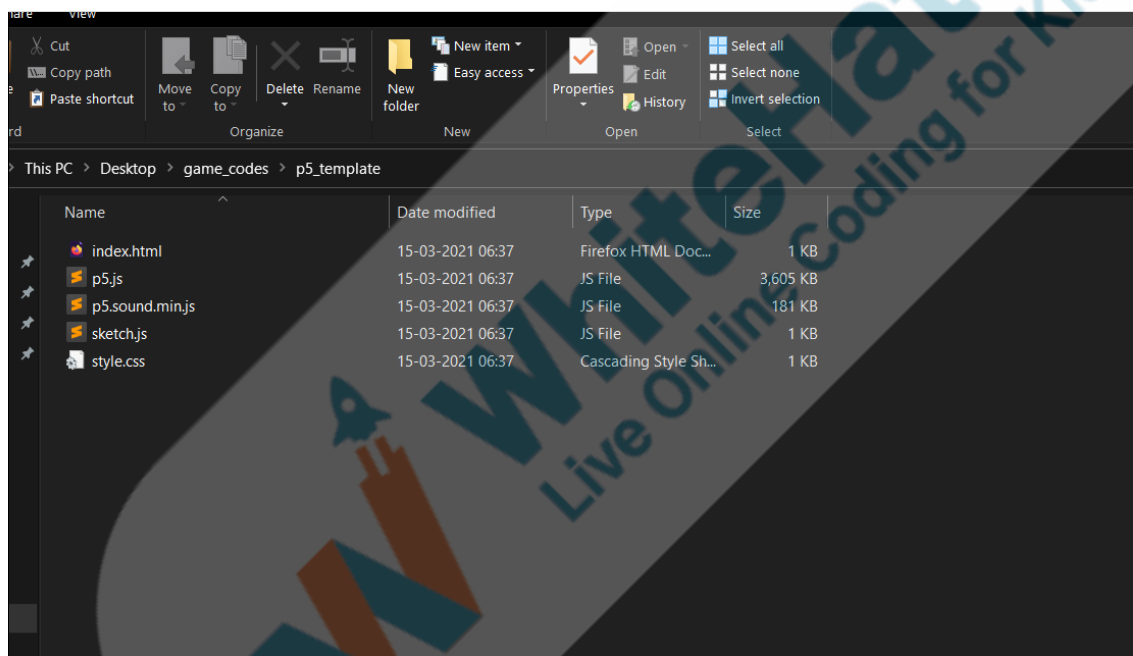 Share View
Cut
Copy path
Paste shortcut
Move to
Copy to
Delete Rename
New folder
New item
Easy access
Properties
Open
Edit
History
Select all
Select none
Invert selection
Organize New Open Select
This PC > Desktop > game_codes > p5_template
Name Date modified Type Size
index.html 15-03-2021 06:37 Firefox HTML Doc... 1 KB
p5.js 15-03-2021 06:37 JS File 3,605 KB
p5.sound.min.js 15-03-2021 06:37 JS File 181 KB
sketch.js 15-03-2021 06:37 JS File 1 KB
style.css 15-03-2021 06:37 Cascading Style Sh... 1 KB
WhiteHat
Live Online Coding for